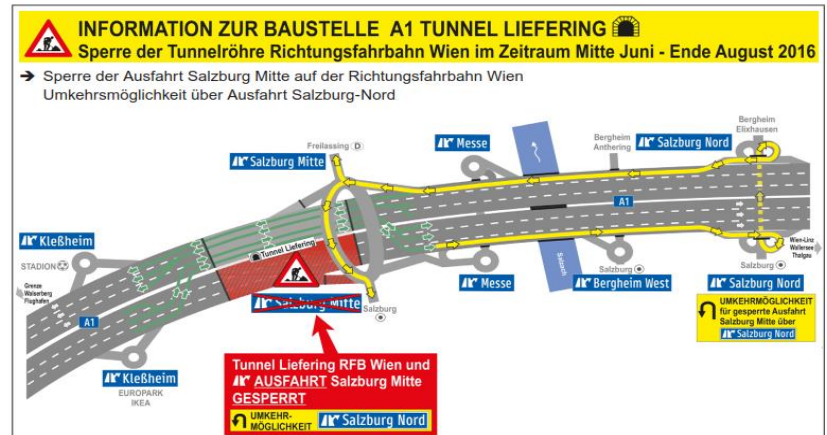 INFORMATION ZUR BAUSTELLE A1 TUNNEL LIEFERING
Sperre der Tunnelröhre Richtungsfahrbahn Wien im Zeitraum Mitte Juni - Ende August 2016
➔ Sperre der Ausfahrt Salzburg Mitte auf der Richtungsfahrbahn Wien
Umkehrsmöglichkeit über Ausfahrt Salzburg-Nord
Freilassing D
Salzburg Mitte
Messe
Bergheim
Anthering
Salzburg Nord
Bergheim
Elixhausen
A1
Kleßheim
STADION
Grenze
Walserberg
Flughafen
A1
Tunnel Liefering
Salzburg Mitte
Salzburg
Messe
Salzach
Salzburg
Bergheim West
Salzburg
Wien-Linz
Wallersee
Thalgau
Salzburg Nord
UMKEHRMÖGLICHKEIT
für gesperrte Ausfahrt
Salzburg Mitte über
Salzburg Nord
Kleßheim
EUROPARK
IKEA
Tunnel Liefering RFB Wien und
AUSFAHRT Salzburg Mitte
GESPERRT
UMKEHR-
MÖGLICHKEIT
Salzburg Nord